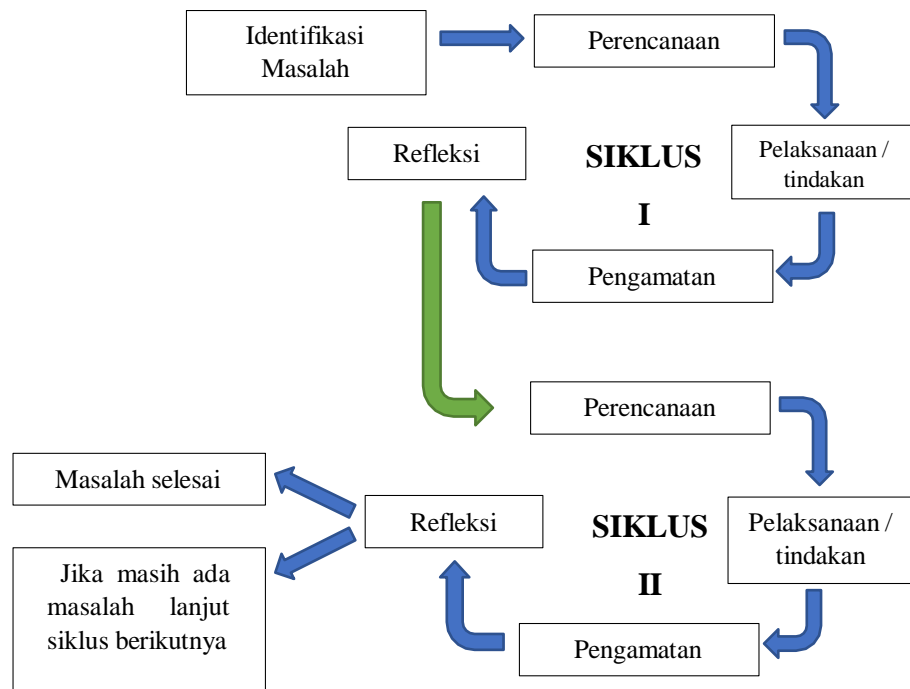 Identifikasi
Masalah
Perencanaan
Pelaksanaan /
tindakan
Refleksi
SIKLUS
I
Pengamatan
Perencanaan
Masalah selesai
Refleksi
SIKLUS
II
Pelaksanaan /
tindakan
Jika masih ada
masalah lanjut
siklus berikutnya
Pengamatan